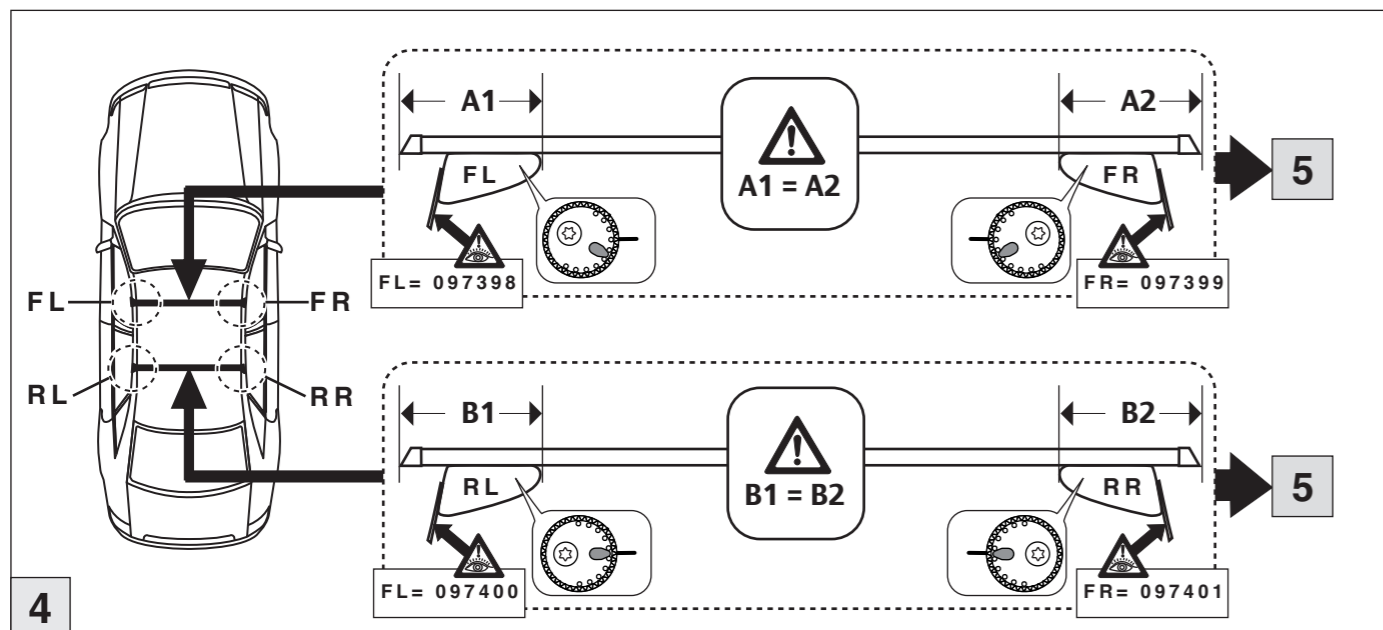 A1
A2
FL
FR
A1 = A2
5
FL= 097398
FR= 097399
FL
FR
RL
RR
B1
B2
RL
RR
B1 = B2
5
FL= 097400
FR= 097401
4